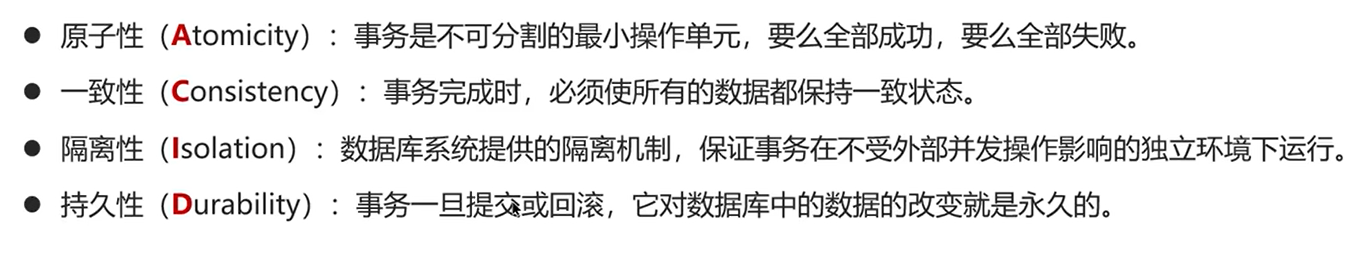 ● 原子性（Atomicity）：事务是不可分割的最小操作单元，要么全部成功，要么全部失败。
● 一致性（Consistency）：事务完成时，必须使所有的数据都保持一致状态。
● 隔离性（Isolation）：数据库系统提供的隔离机制，保证事务在不受外部并发操作影响的独立环境下运行。
● 持久性（Durability）：事务一旦提交或回滚，它对数据库中的数据的改变就是永久的。